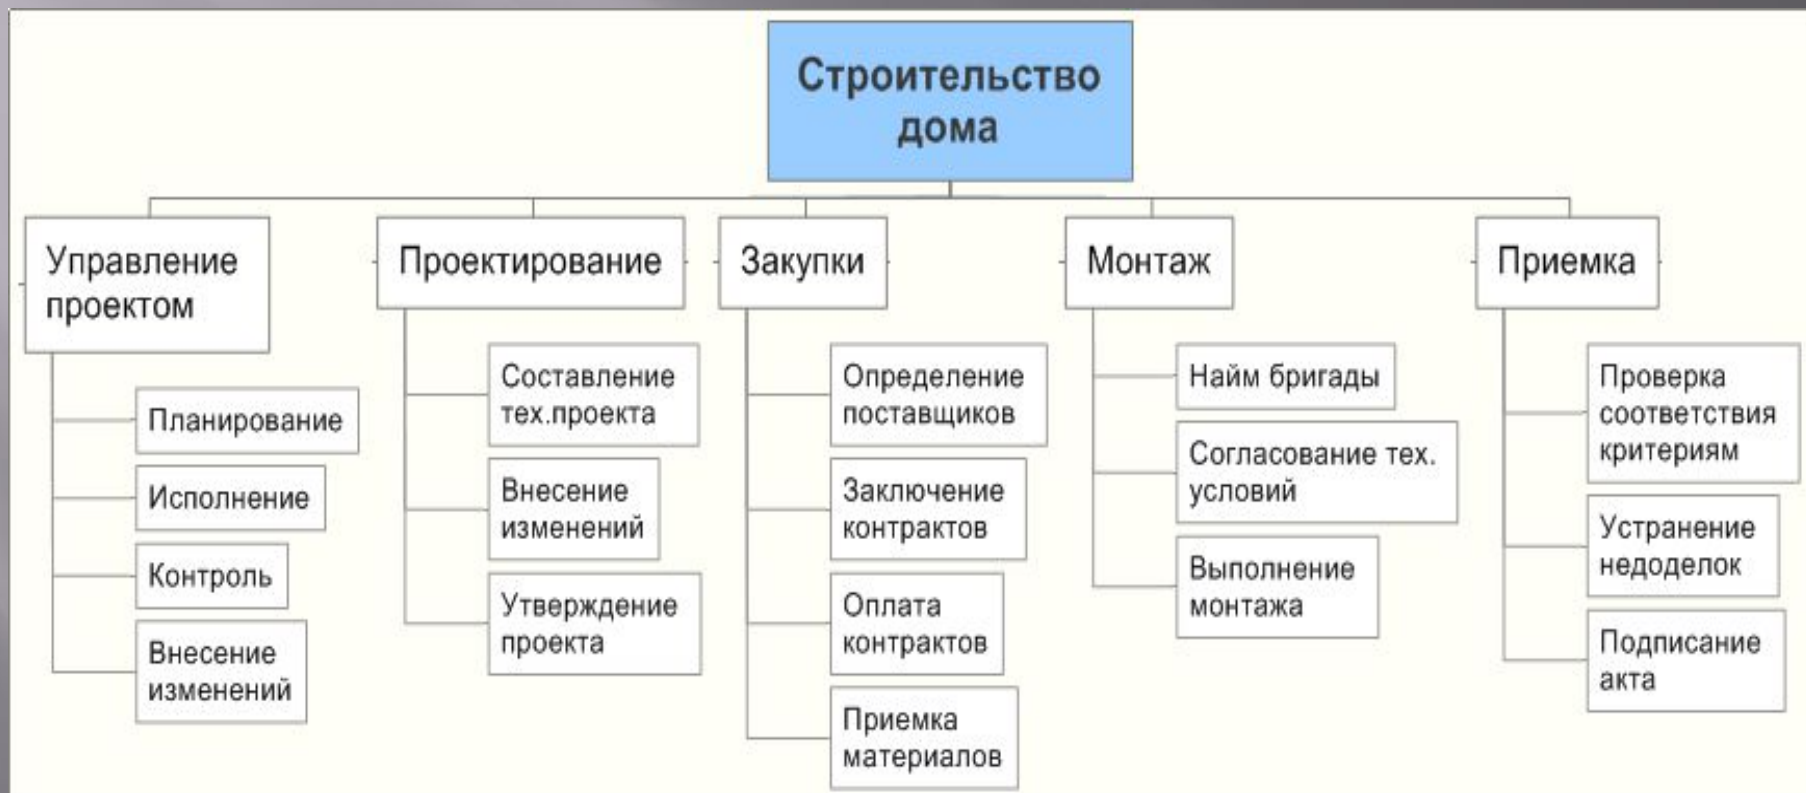 Строительство
дома
Управление
проектом
Планирование
Исполнение
Контроль
Внесение
изменений
Проектирование
Составление
тех.проекта
Внесение
изменений
Утверждение
проекта
Закупки
Определение
поставщиков
Заключение
контрактов
Оплата
контрактов
Приемка
материалов
Монтаж
Найм бригады
Согласование тех.
условий
Выполнение
монтажа
Приемка
Проверка
соответствия
критериям
Устранение
недоделок
Подписание
акта